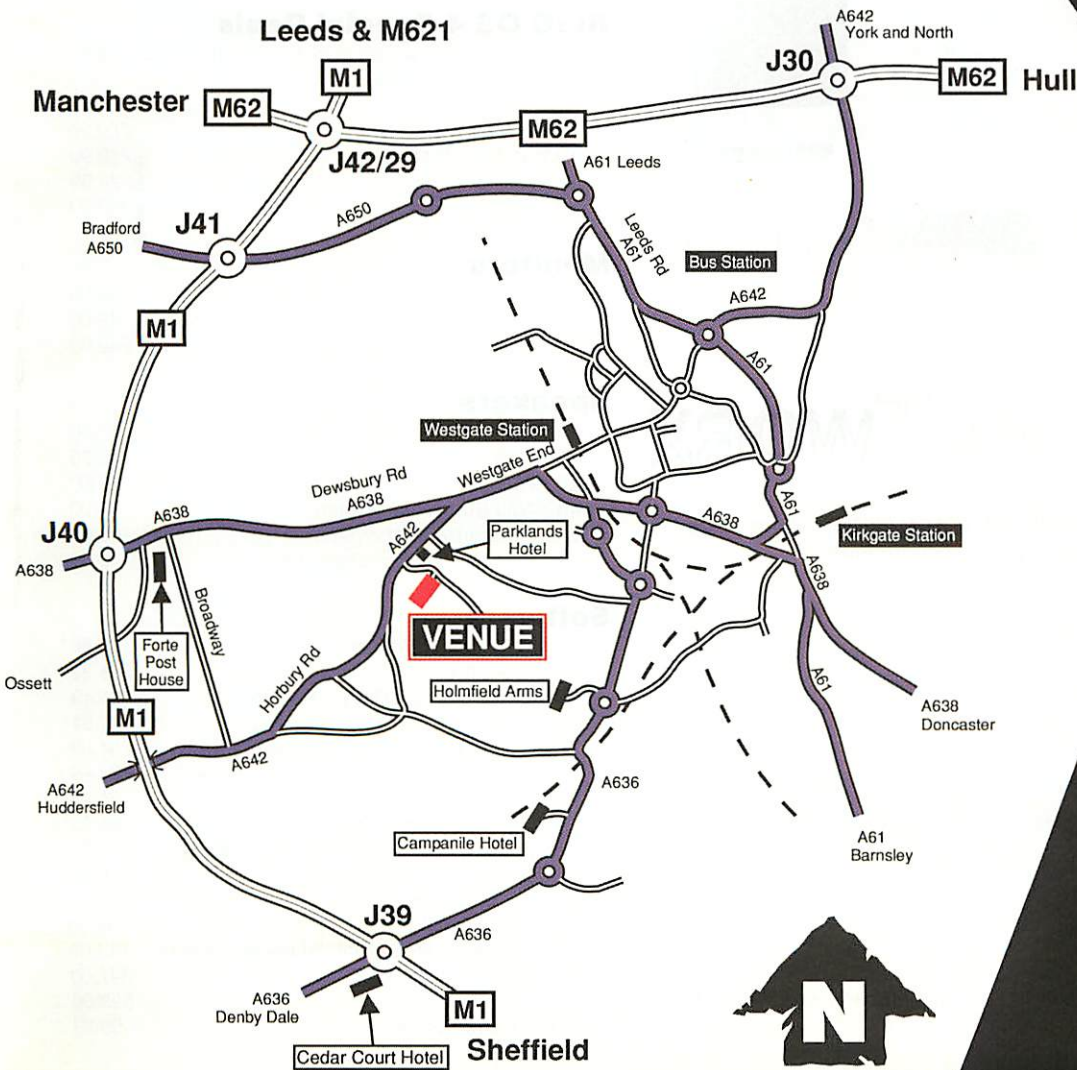 A642
York and North
Leeds & M621
J30
M1
M62
Hull
Manchester
M62
M62
J42/29
A61 Leeds
J41
A650
Bradford
A650
Leeds Rd
A61
Bus Station
A642
M1
A61
Westgate Station
Westgate End
Dewsbury Rd
A638
A638
J40
A638
A642
Parklands
Hotel
A638
A61
Kirkgate Station
A638
Broadway
Forte
Post
House
VENUE
Ossett
Horbury Rd
Holmfield Arms
A61
A638
Doncaster
M1
A642
A642
Huddersfield
A636
Campanile Hotel
A61
Barnsley
J39
A636
A636
Denby Dale
M1
Cedar Court Hotel
Sheffield
N